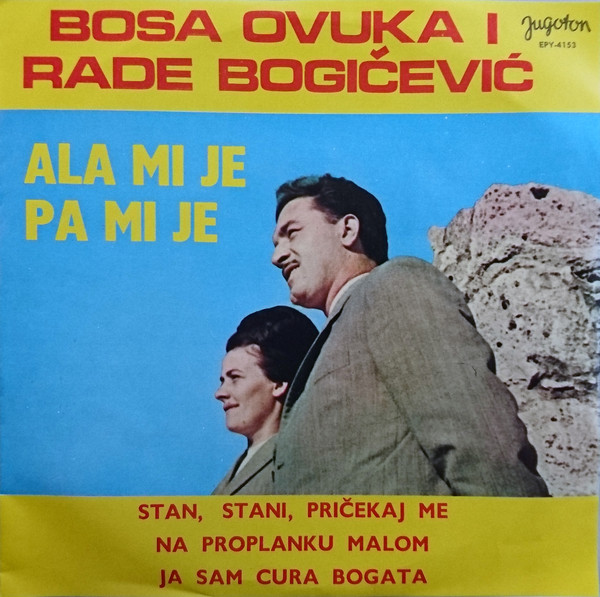 BOSA OVUKA I
RADE BOGIČEVIĆ
Jugoton
EPY-4153
ALA MI JE
PA MI JE
STAN, STANI, PRIČEKAJ ME
NA PROPLANKU MALOM
JA SAM CURA BOGATA